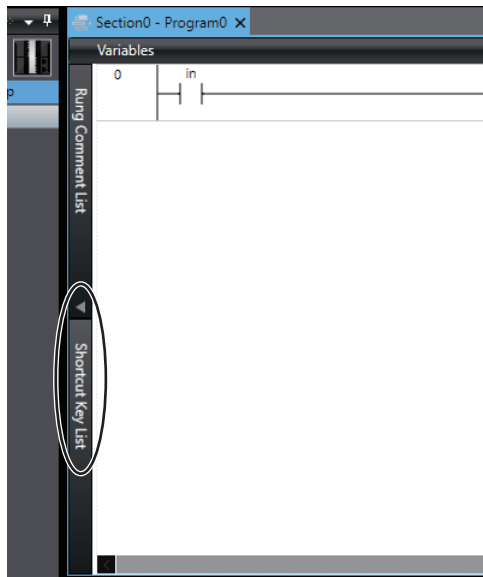 Section0 - Program0
Variables
0
in
p
Rung Comment List
Shortcut Key List